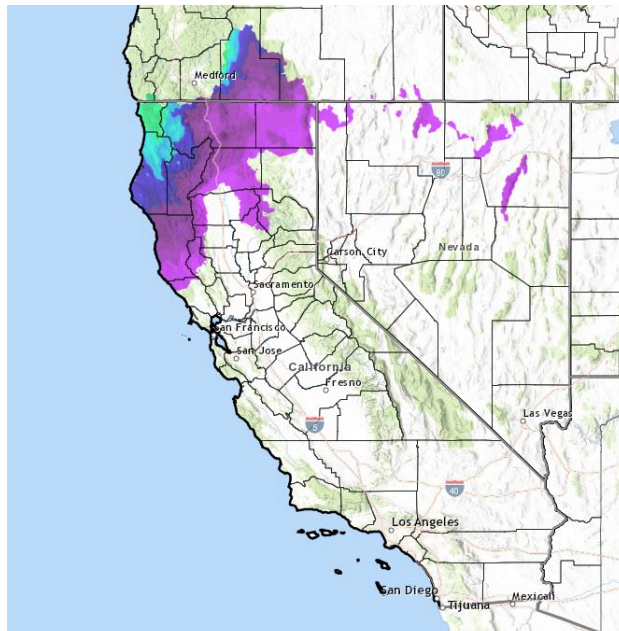 Medford
80
Carson City
Nevada
Sacramento
San Francisco
San Jose
California
Fresno
Las Vegas
5
40
Los Angeles
San Diego
Tijuana
Mexicali